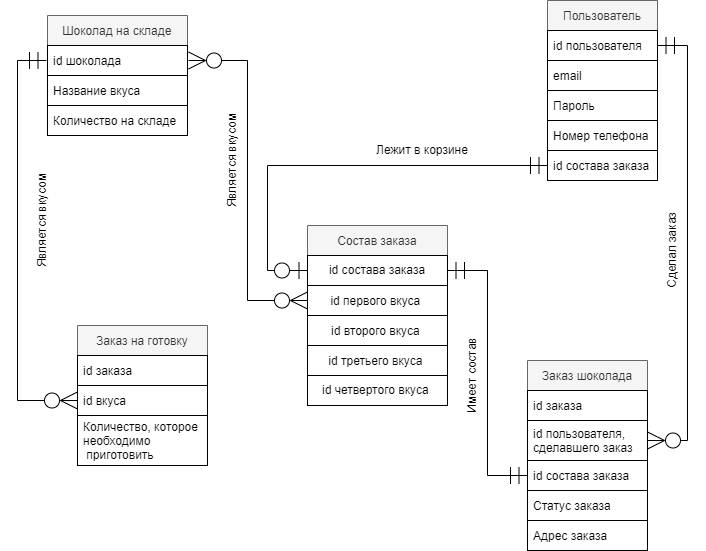 Шоколад на складе
id шоколада
Название вкуса
Количество на складе
Пользователь
id пользователя
email
Пароль
Номер телефона
id состава заказа
Является вкусом
Является вкусом
Лежит в корзине
Сделал заказ
Состав заказа
id состава заказа
id первого вкуса
id второго вкуса
id третьего вкуса
id четвертого вкуса
Имеет состав
Заказ на готовку
id заказа
id вкуса
Количество, которое
необходимо
приготовить
Заказ шоколада
id заказа
id пользователя,
сделавшего заказ
id состава заказа
Статус заказа
Адрес заказа